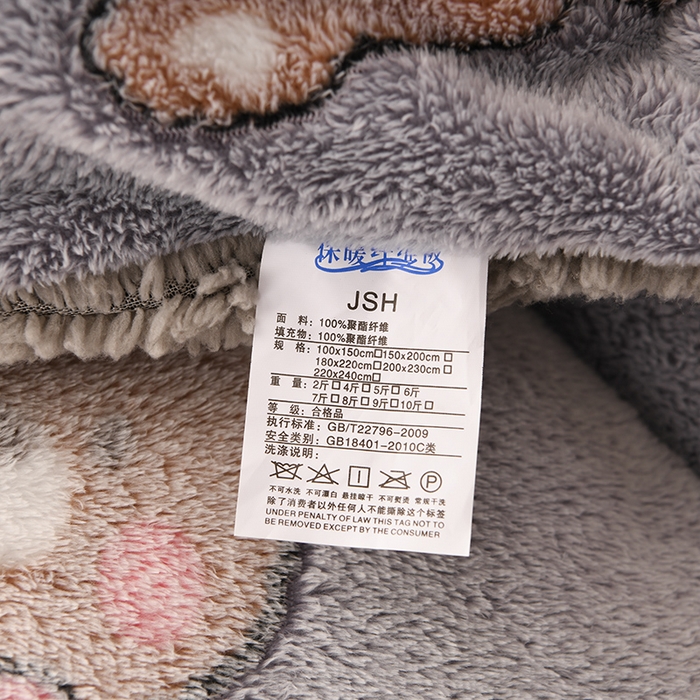 保暖纤维被
JSH
面 料：100%聚酯纤维
填充物：100%聚酯纤维
规 格：100x150cm□150x200cm □
180x220cm□200x230cm □
220x240cm□
重 量：2斤□4斤□5斤□6斤
7斤□8斤□9斤□10斤□
等 级：合格品
执行标准：GB/T22796-2009
安全类别：GB18401-2010C类
洗涤说明：
不可水洗 不可漂白 悬挂晾干 不可熨烫 常规干洗
除了消费者以外任何人不能撕除这个标签
UNDER PENALTY OF LAW THIS TAG NOT TO
BE REMOVED EXCEPT BY THE CONSUMER